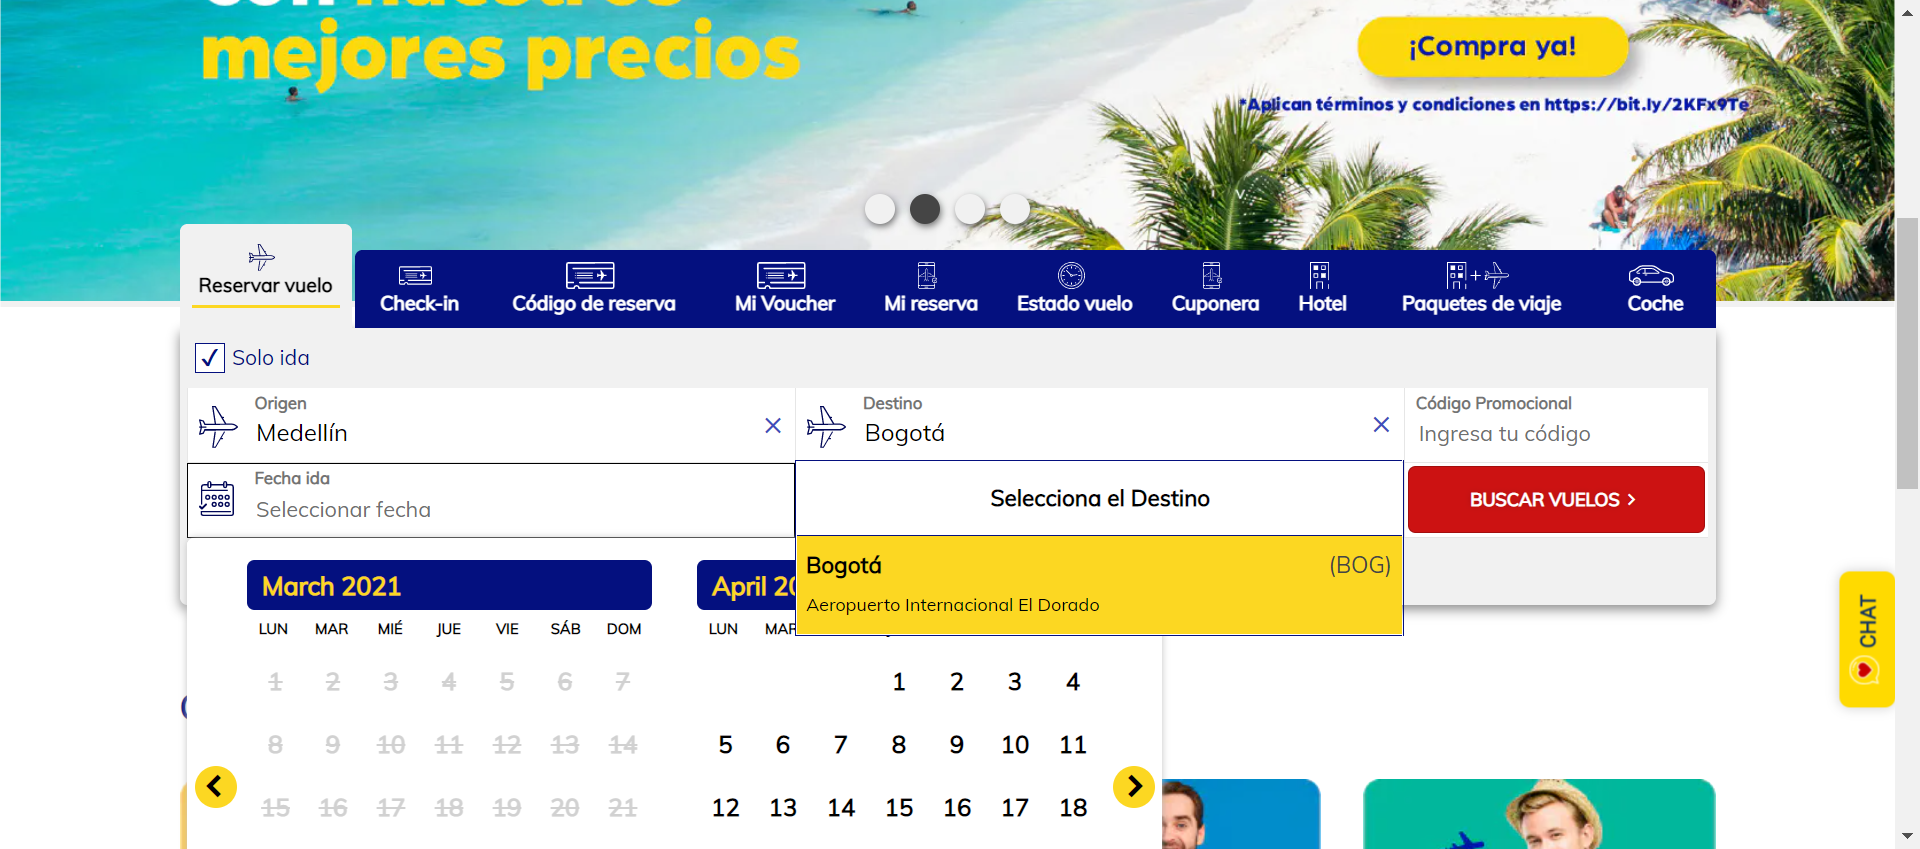 con nuestros
mejores precios
¡Compra ya!
*Aplican términos y condiciones en https://bit.ly/2KFx9Te
Reservar vuelo
Check-in
Código de reserva
Mi Voucher
Mi reserva
Estado vuelo
Cuponera
Hotel
Paquetes de viaje
Coche
Solo ida
Origen
Medellín
Destino
Bogotá
Código Promocional
Ingresa tu código
Fecha ida
Seleccionar fecha
Selecciona el Destino
BUSCAR VUELOS
Bogotá (BOG)
Aeropuerto Internacional El Dorado
March 2021
LUN MAR MIÉ JUE VIE SÁB DOM
1 2 3 4 5 6 7
8 9 10 11 12 13 14
15 16 17 18 19 20 21
April 20
LUN MAR
1 2 3 4
5 6 7 8 9 10 11
12 13 14 15 16 17 18
CHAT